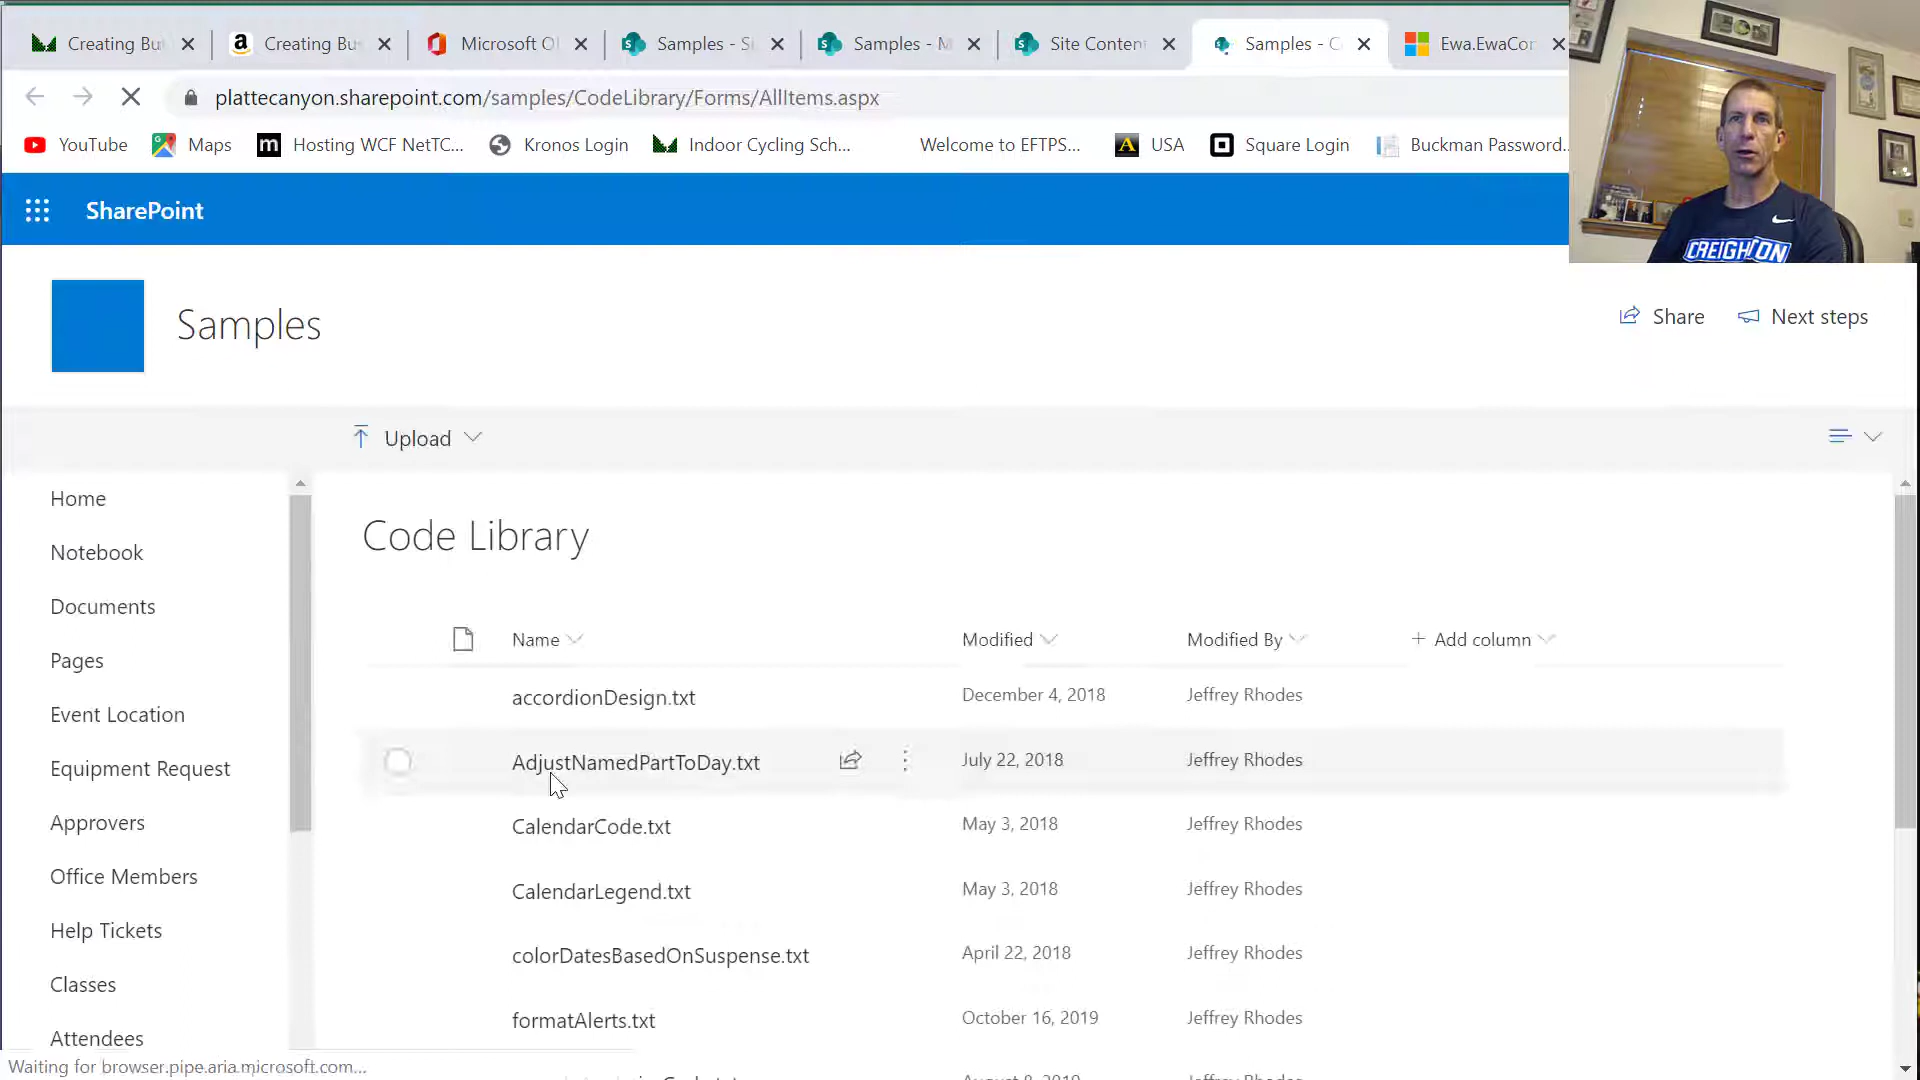 Creating Bu
Creating Bu
Microsoft O
Samples - Si
Samples - M
Site Conten
Samples - C
Ewa.EwaCor
plattecanyon.sharepoint.com/samples/CodeLibrary/Forms/AllItems.aspx
YouTube
Maps
Hosting WCF NetTC...
Kronos Login
Indoor Cycling Sch...
Welcome to EFTPS...
USA
Square Login
Buckman Password...
SharePoint
CREIGHTON
Samples
Share
Next steps
Upload
Home
Notebook
Documents
Pages
Event Location
Equipment Request
Approvers
Office Members
Help Tickets
Classes
Attendees
Code Library
Name Modified Modified By + Add column
accordionDesign.txt December 4, 2018 Jeffrey Rhodes
AdjustNamedPartToDay.txt July 22, 2018 Jeffrey Rhodes
CalendarCode.txt May 3, 2018 Jeffrey Rhodes
CalendarLegend.txt May 3, 2018 Jeffrey Rhodes
colorDatesBasedOnSuspense.txt April 22, 2018 Jeffrey Rhodes
formatAlerts.txt October 16, 2019 Jeffrey Rhodes
Waiting for browser.pipe.aria.microsoft.com...